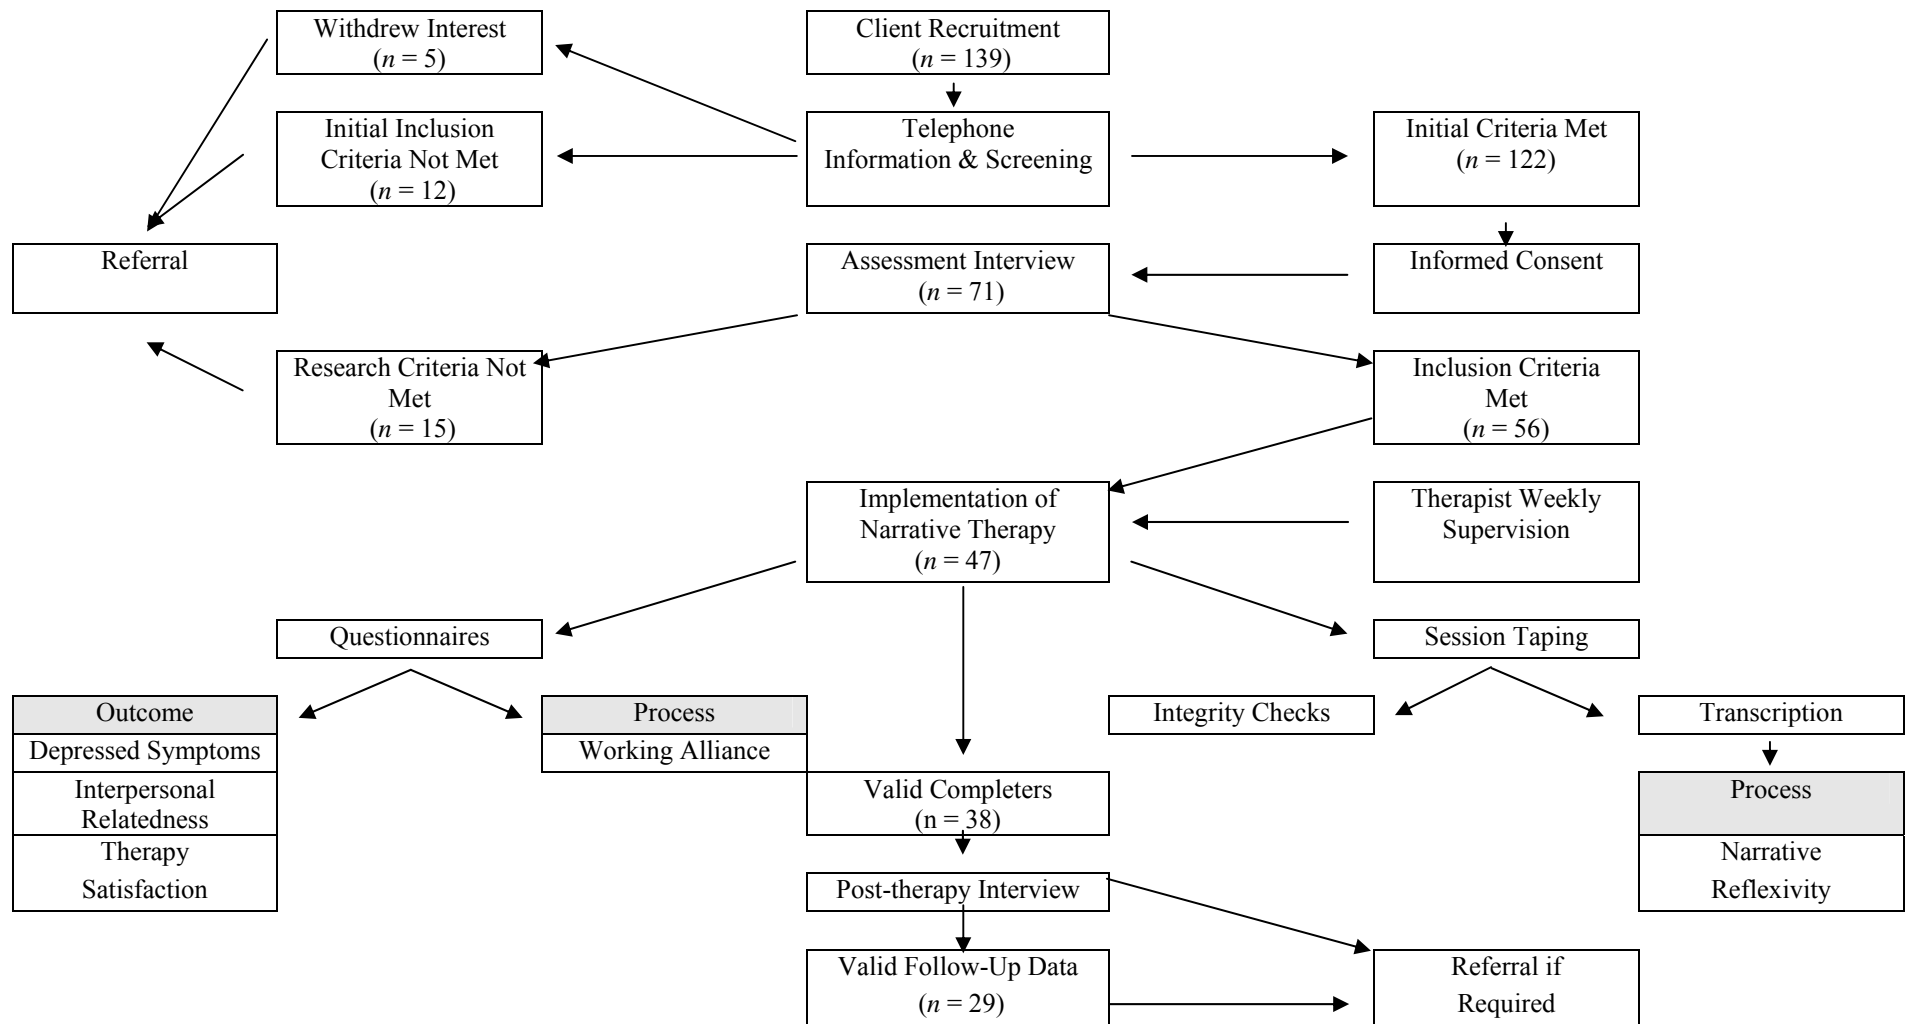 Withdrew Interest
(n = 5)
Client Recruitment
(n = 139)
Initial Inclusion
Criteria Not Met
(n = 12)
Telephone
Information & Screening
Initial Criteria Met
(n = 122)
Referral
Assessment Interview
(n = 71)
Informed Consent
Research Criteria Not
Met
(n = 15)
Inclusion Criteria
Met
(n = 56)
Implementation of
Narrative Therapy
(n = 47)
Therapist Weekly
Supervision
Questionnaires
Session Taping
Outcome
Depressed Symptoms
Interpersonal
Relatedness
Therapy
Satisfaction
Process
Working Alliance
Integrity Checks
Transcription
Valid Completers
(n = 38)
Process
Narrative
Reflexivity
Post-therapy Interview
Valid Follow-Up Data
(n = 29)
Referral if
Required